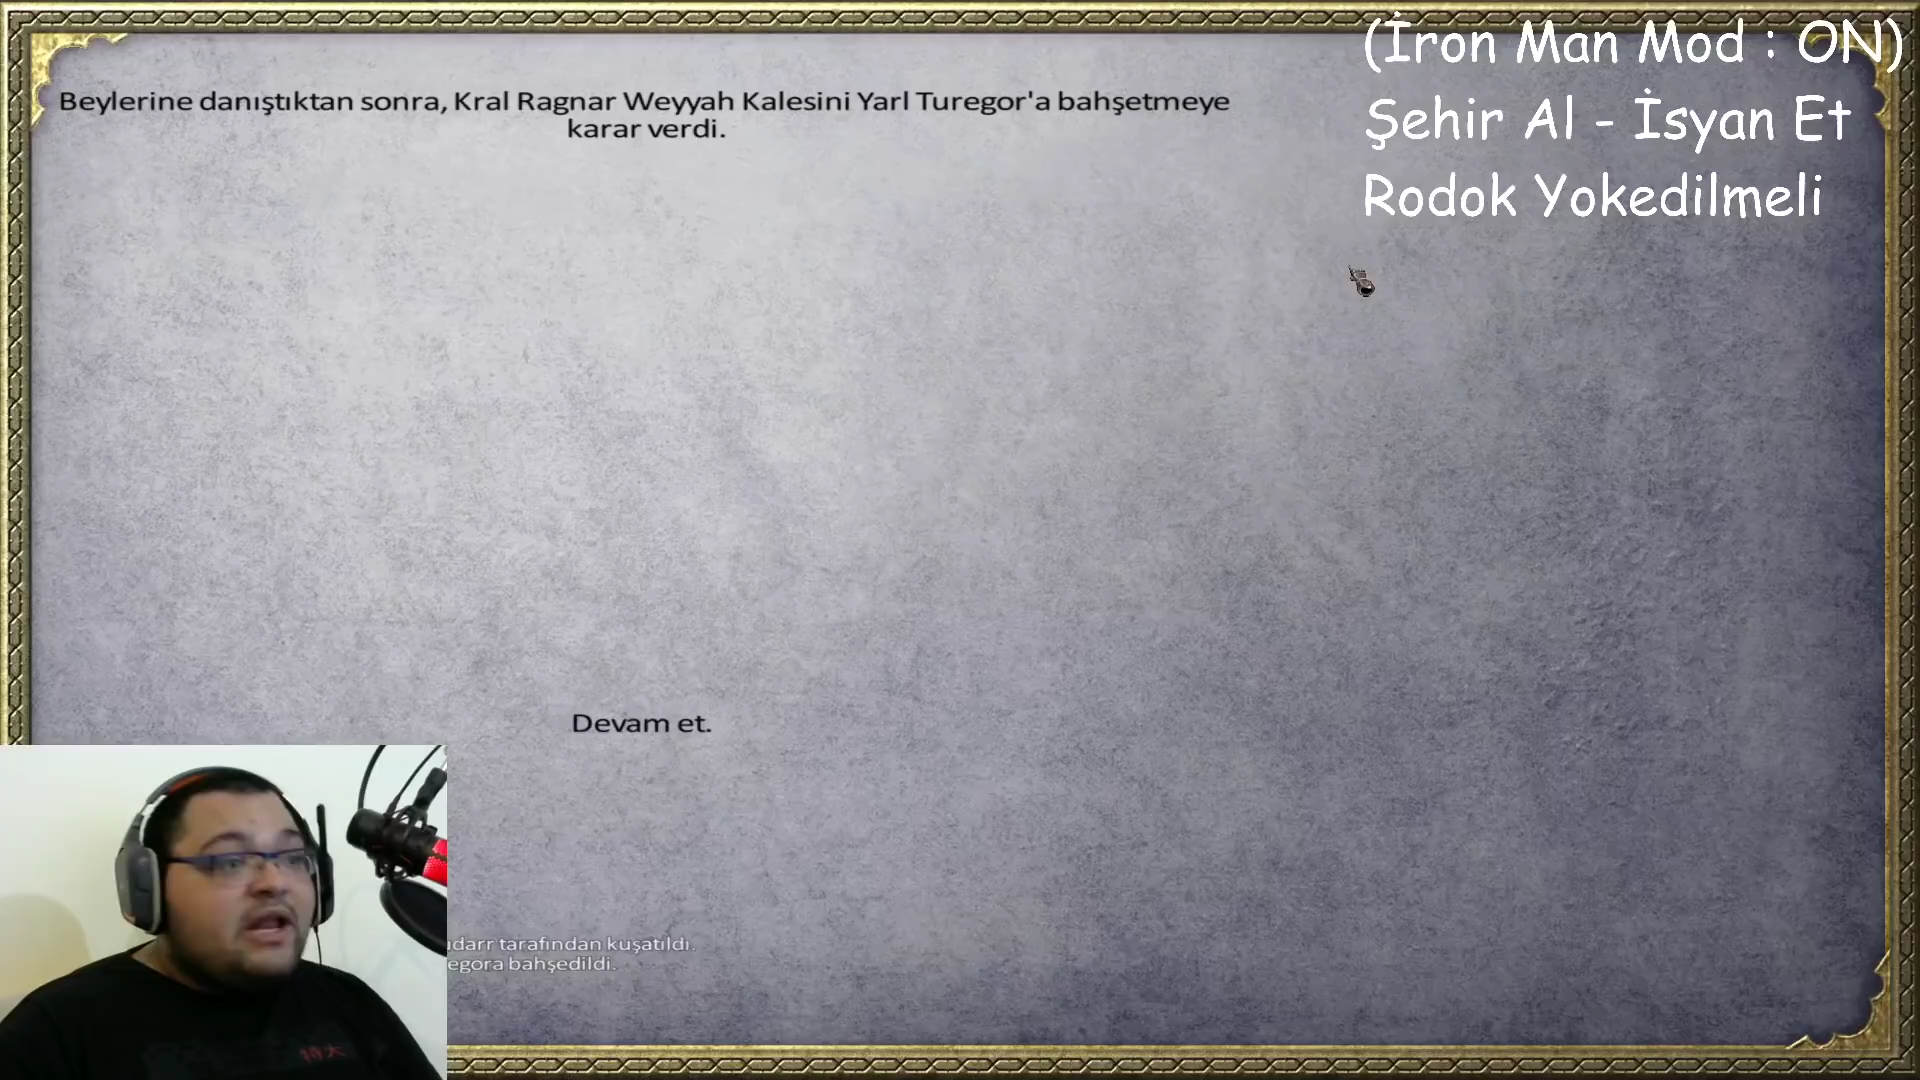 (İron Man Mod : ON)
Şehir Al - İsyan Et
Rodok Yokedilmeli
Beylerine danıştıktan sonra, Kral Ragnar Weyyah Kalesini Yarl Turegor'a bahşetmeye
karar verdi.
Devam et.
tarafından kuşatıldı.
bahşedildi.